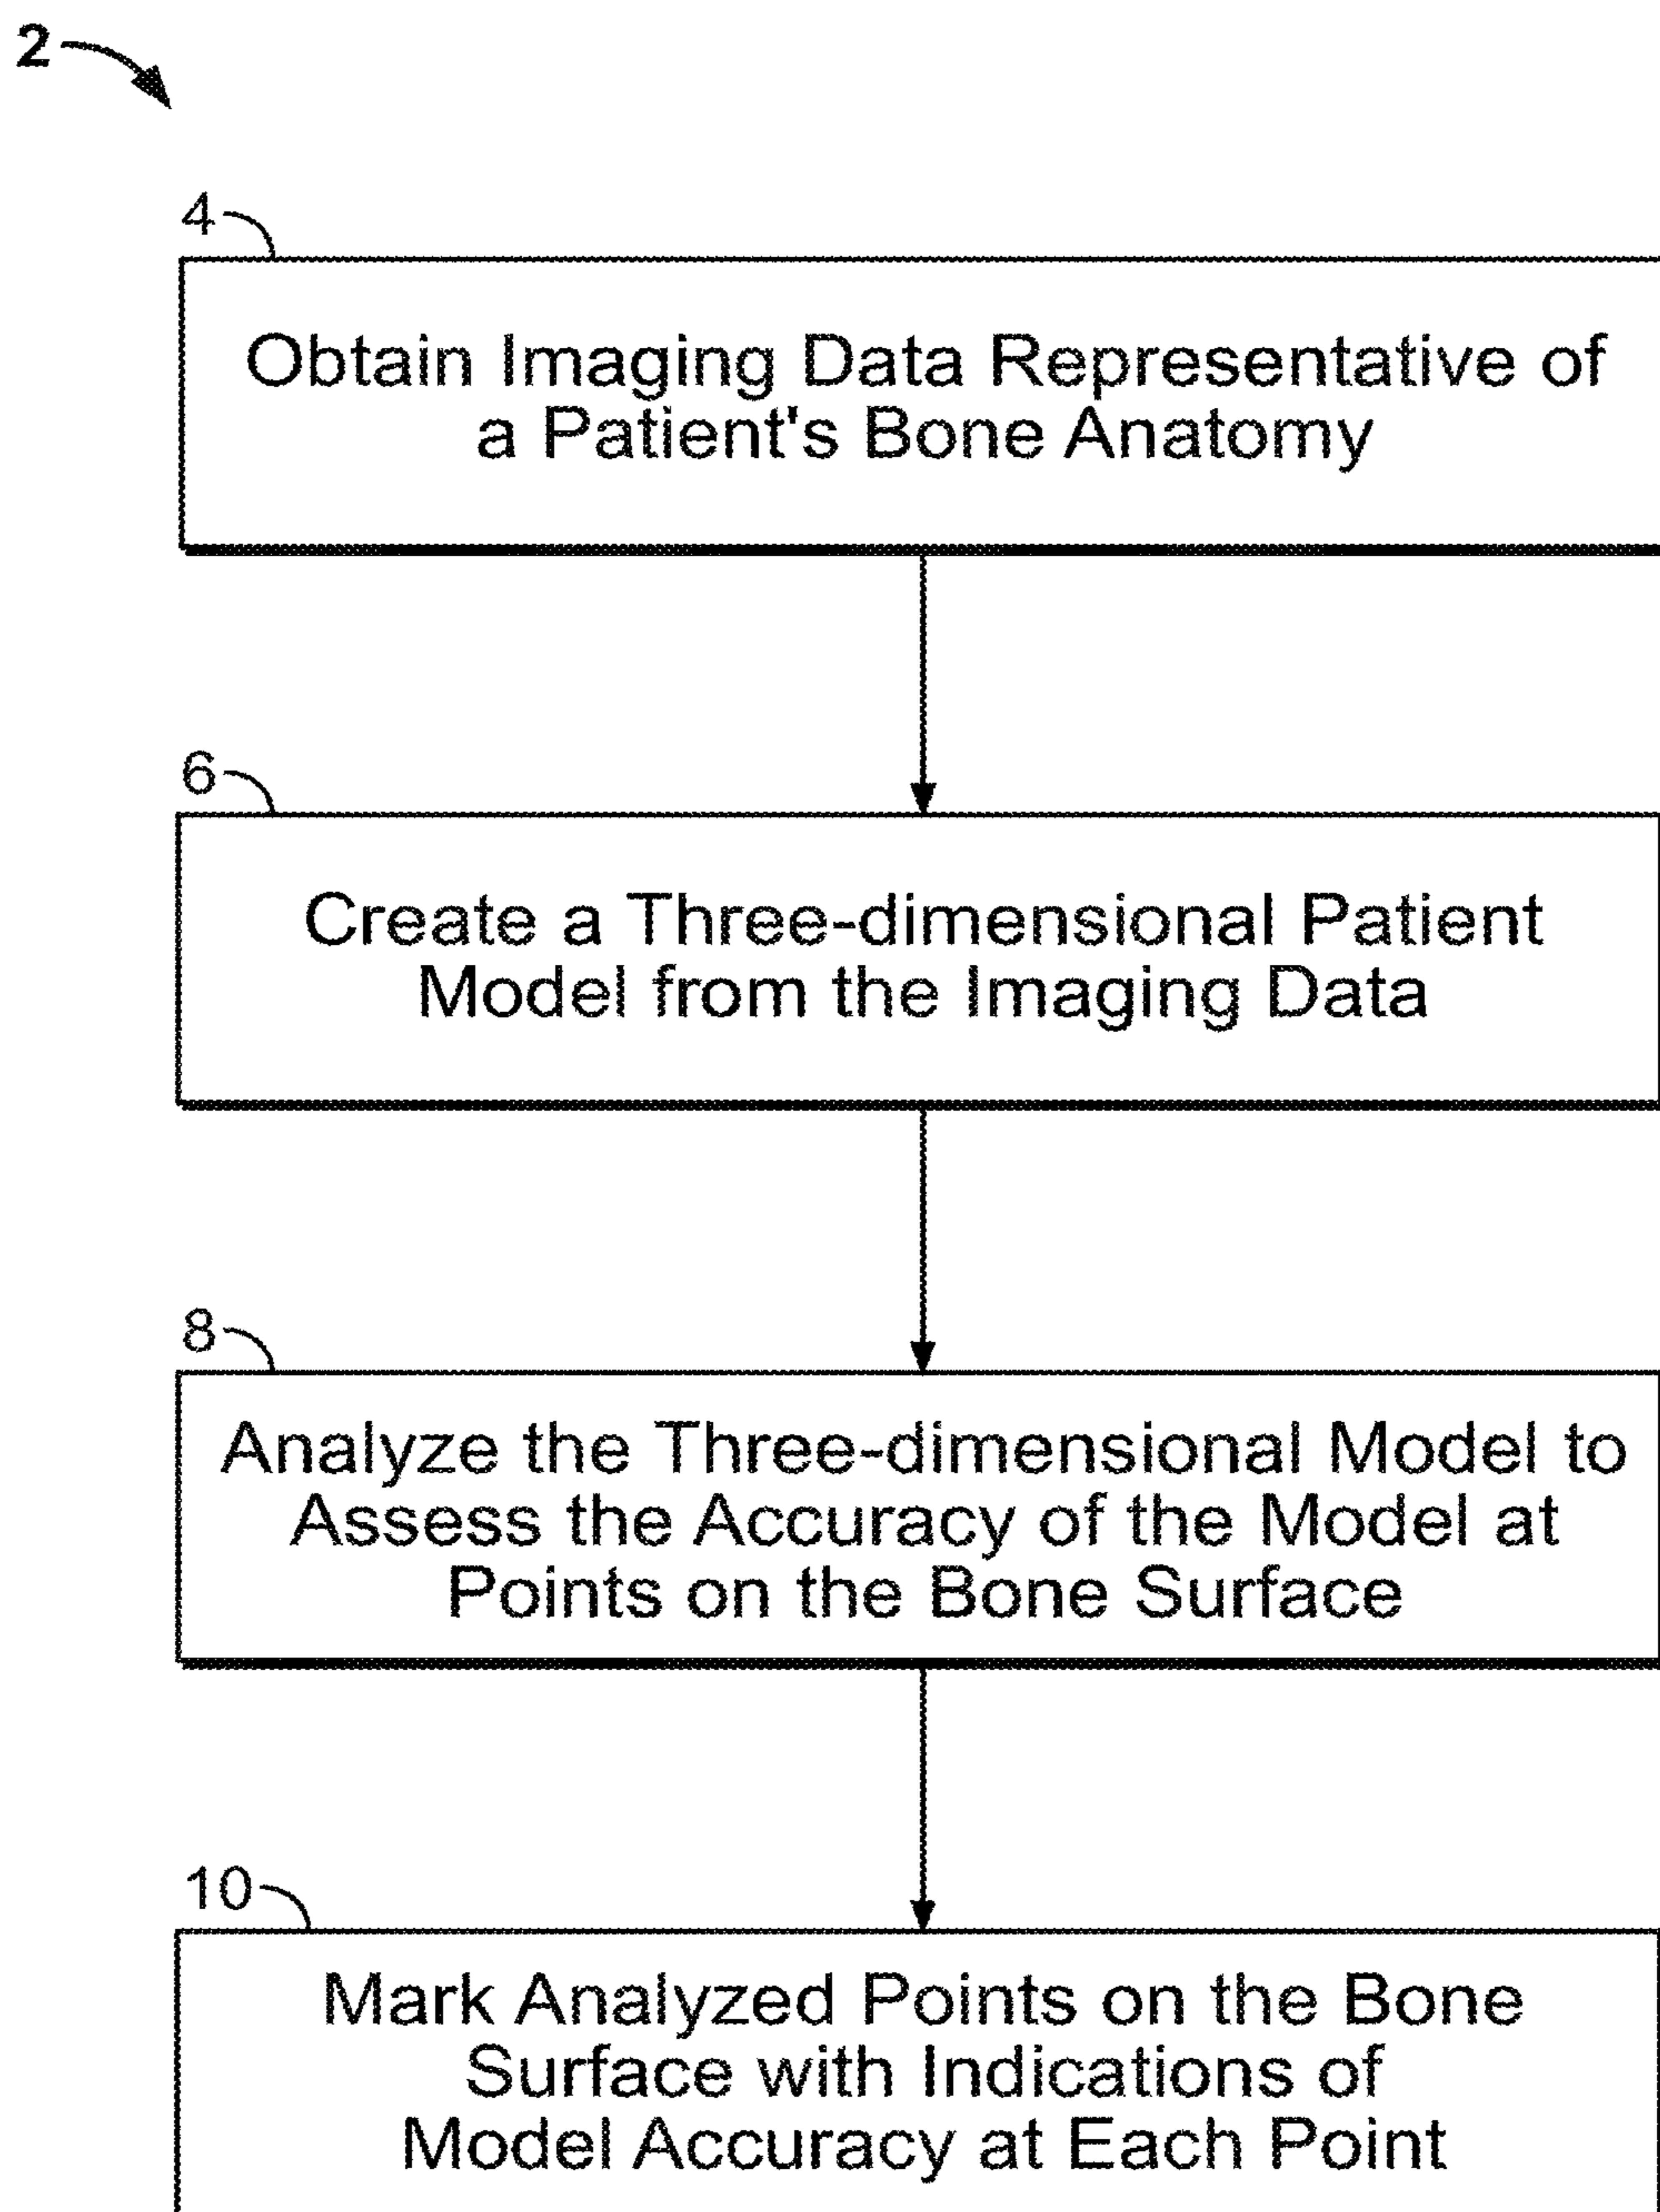 2
4
Obtain Imaging Data Representative of
a Patient's Bone Anatomy
6
Create a Three-dimensional Patient
Model from the Imaging Data
8
Analyze the Three-dimensional Model to
Assess the Accuracy of the Model at
Points on the Bone Surface
10
Mark Analyzed Points on the Bone
Surface with Indications of
Model Accuracy at Each Point